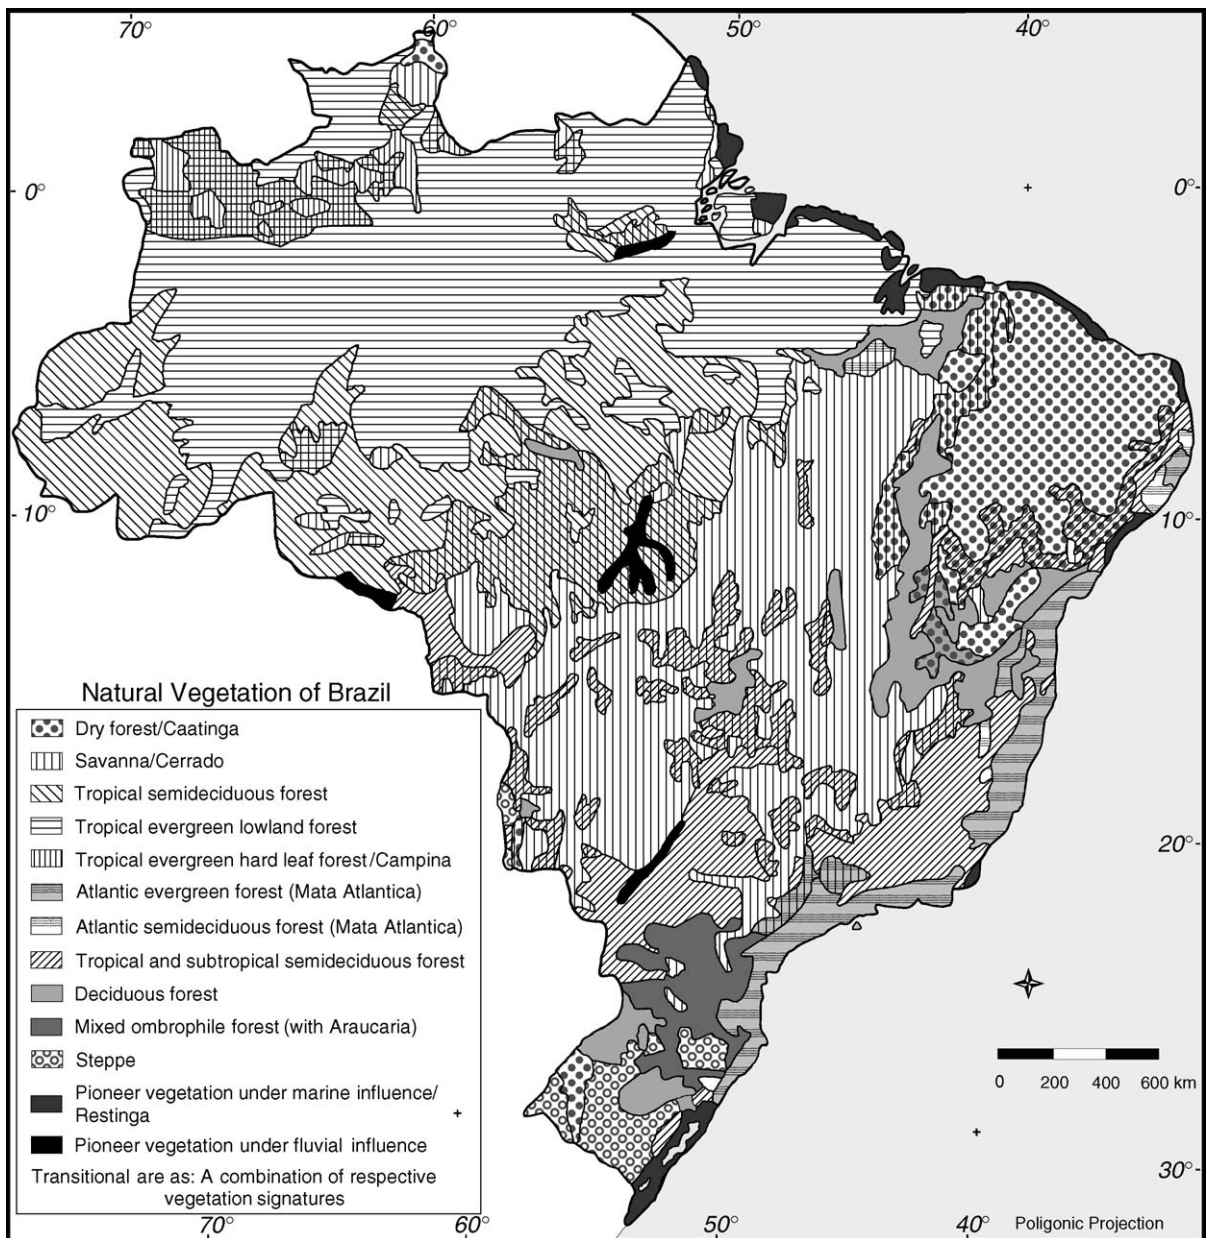 70° 60° 50° 40°
0° 0°
10° 10°
Natural Vegetation of Brazil
Dry forest/Caatinga
Savanna/Cerrado
Tropical semideciduous forest
Tropical evergreen lowland forest
Tropical evergreen hard leaf forest/Campina
Atlantic evergreen forest (Mata Atlantica)
Atlantic semideciduous forest (Mata Atlantica)
Tropical and subtropical semideciduous forest
Deciduous forest
Mixed ombrophile forest (with Araucaria)
Steppe
Pioneer vegetation under marine influence/
Restinga
Pioneer vegetation under fluvial influence
Transitional are as: A combination of respective
vegetation signatures
20°
0 200 400 600 km
30°
70° 60° 50° 40° Poligonic Projection